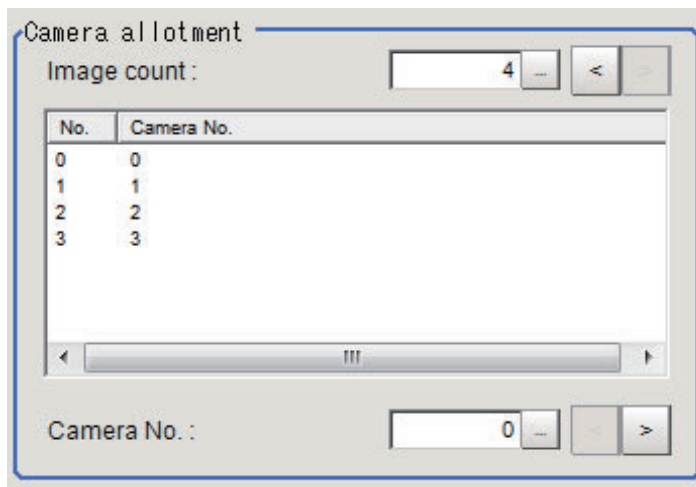 Camera allotment
Image count : 4 ... < >
No. Camera No.
0 0
1 1
2 2
3 3
Camera No. : 0 ... < >